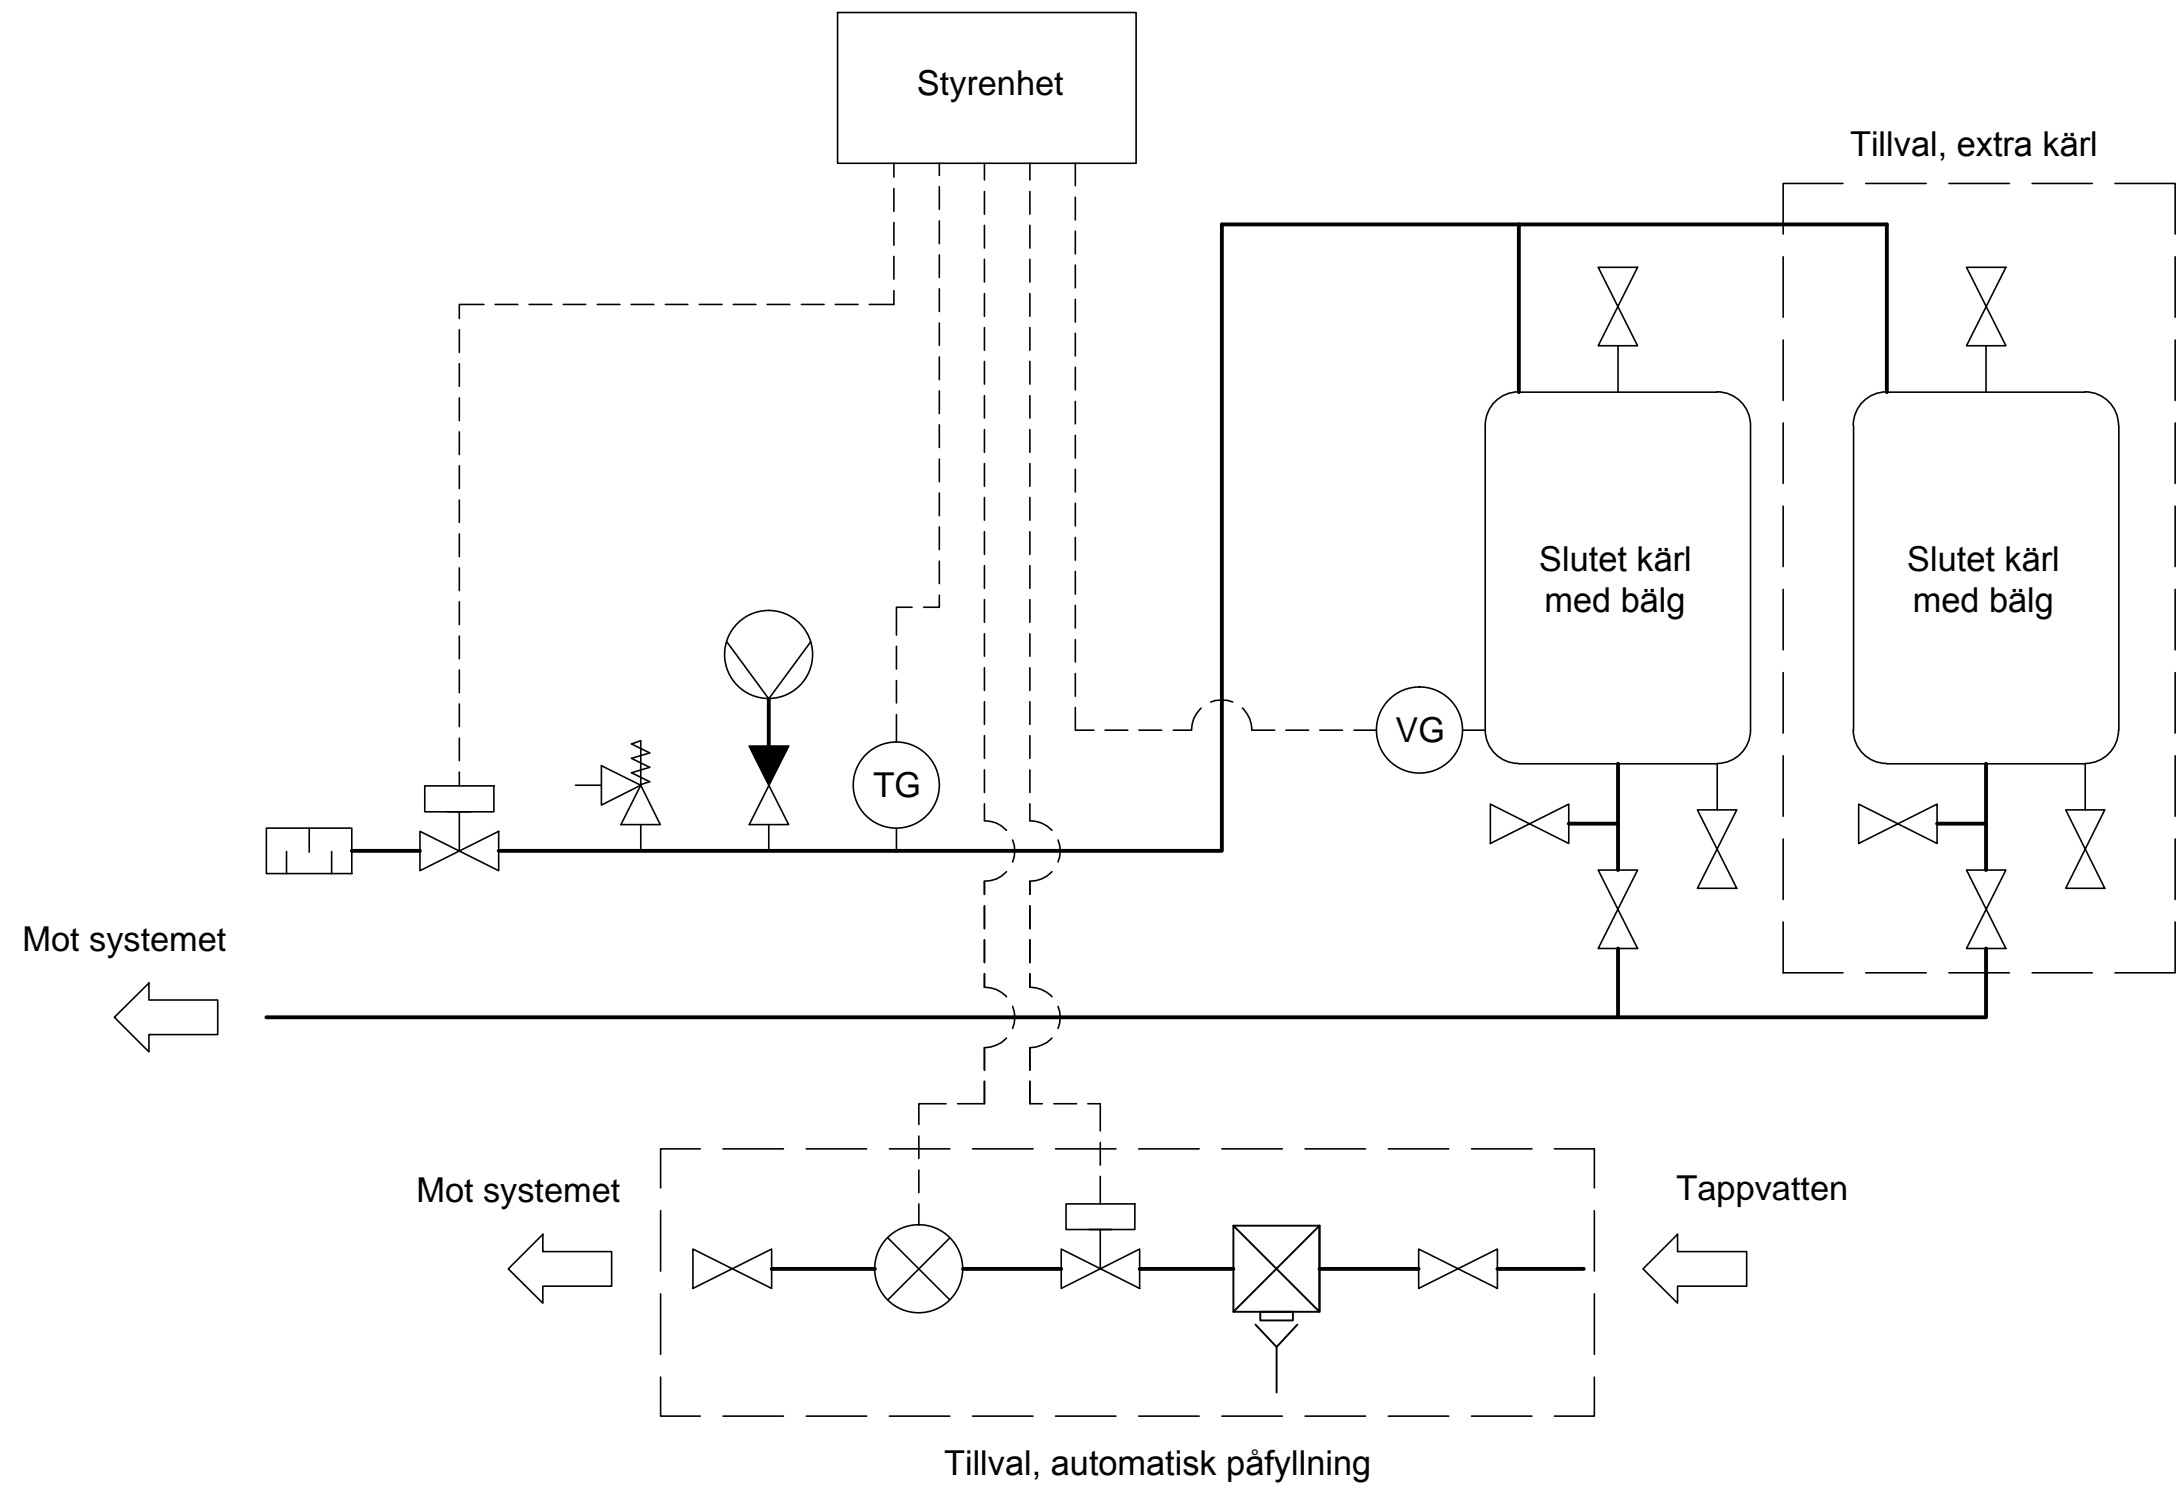 Styrenhet
Tillval, extra kärl
Slutet kärl
med bälg
Slutet kärl
med bälg
VG
TG
Mot systemet
Mot systemet
Tappvatten
Tillval, automatisk påfyllning